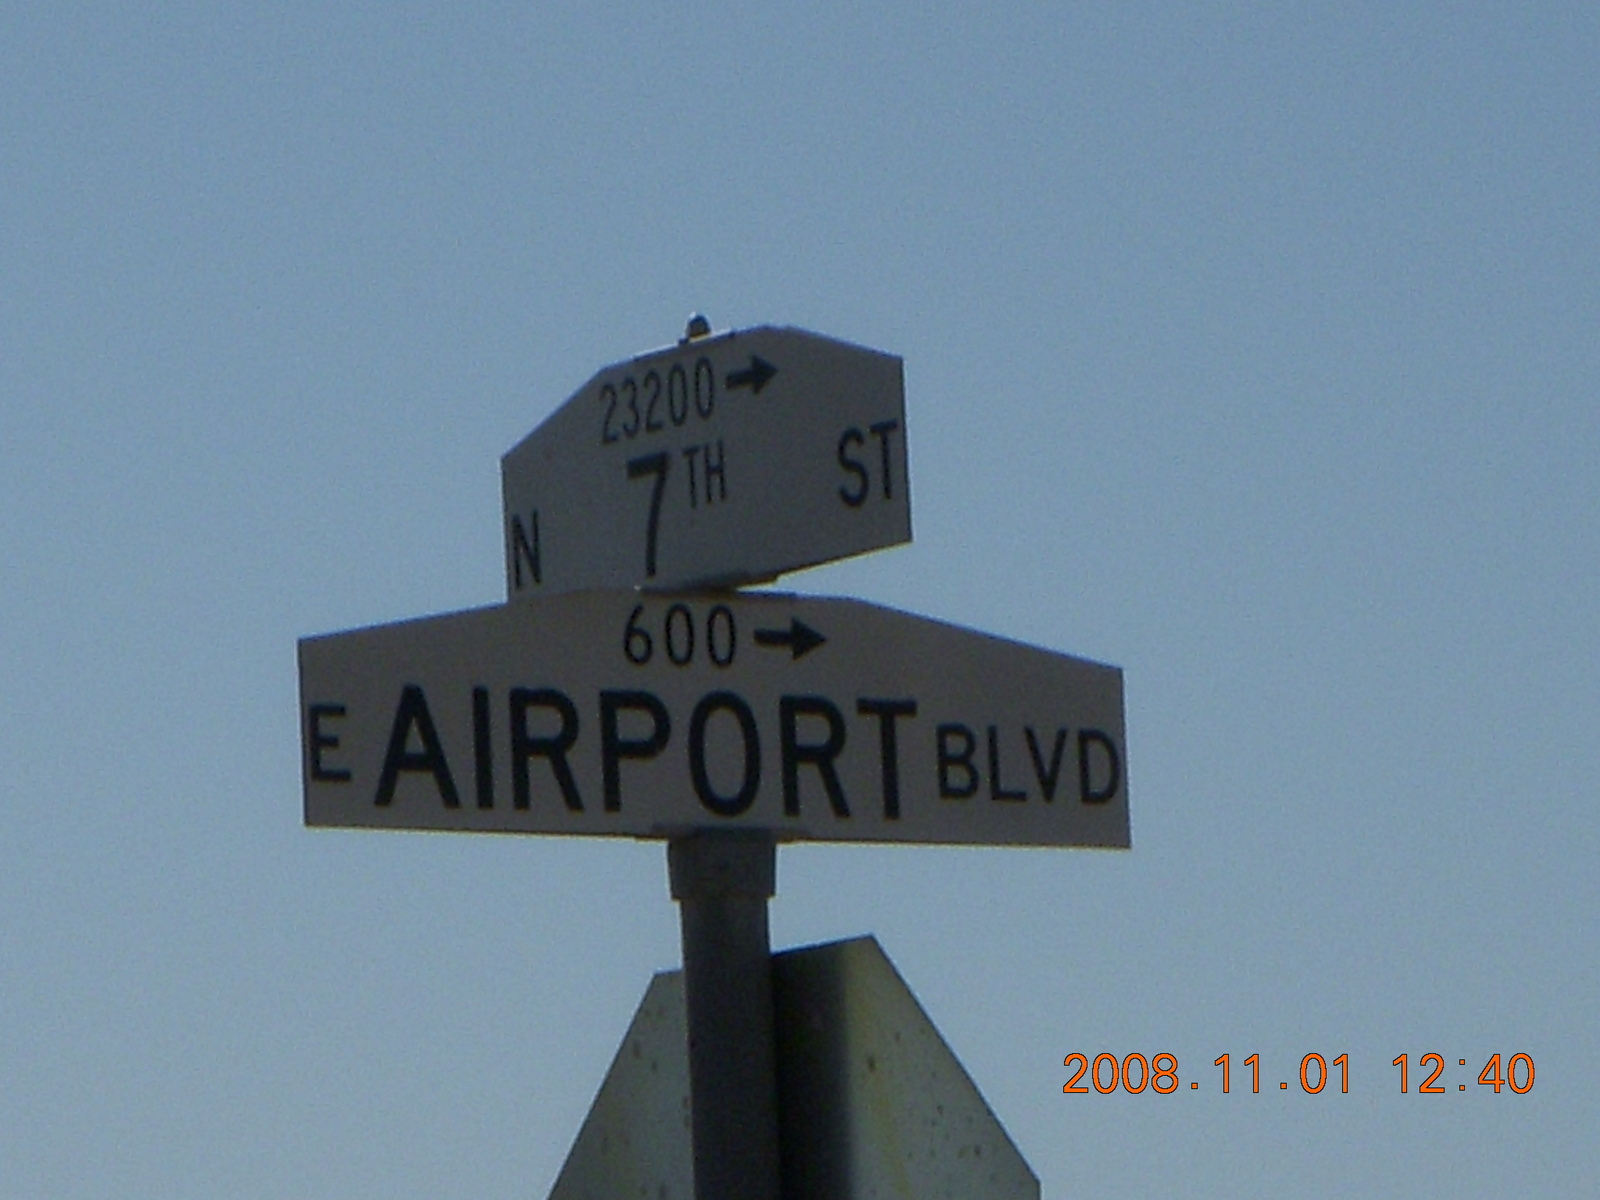 23200 →
N 7TH ST
600 →
E AIRPORT BLVD
2008.11.01 12:40